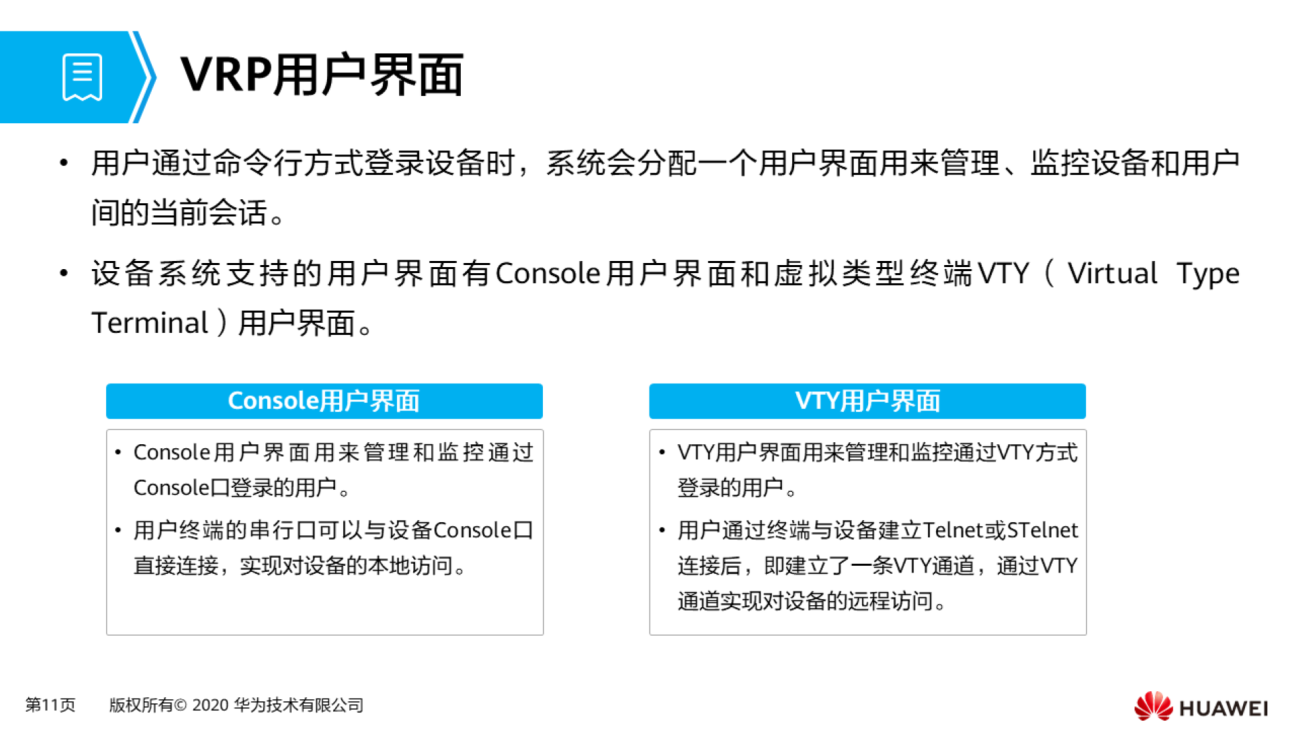 VRP用户界面
• 用户通过命令行方式登录设备时，系统会分配一个用户界面用来管理、监控设备和用户
间的当前会话。
• 设备系统支持的用户界面有Console用户界面和虚拟类型终端VTY（Virtual Type
Terminal）用户界面。
Console用户界面
• Console用户界面用来管理和监控通过
Console口登录的用户。
• 用户终端的串行口可以与设备Console口
直接连接，实现对设备的本地访问。
VTY用户界面
• VTY用户界面用来管理和监控通过VTY方式
登录的用户。
• 用户通过终端与设备建立Telnet或STelnet
连接后，即建立了一条VTY通道，通过VTY
通道实现对设备的远程访问。
第11页 版权所有© 2020 华为技术有限公司
HUAWEI